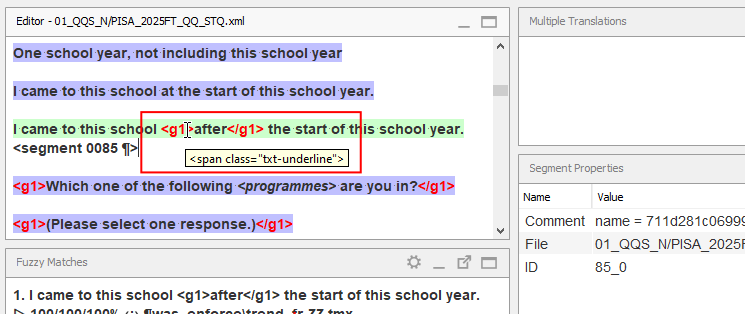 Editor - 01_QQS_N/PISA_2025FT_QQ_STQ.xml
One school year, not including this school year
I came to this school at the start of this school year.
I came to this school <g1>after</g1> the start of this school year.
<segment 0085 ¶>
<span class="txt-underline">
<g1>Which one of the following <programmes> are you in?</g1>
<g1>(Please select one response.)</g1>
Fuzzy Matches
1. I came to this school <g1>after</g1> the start of this school year.
Multiple Translations
Segment Properties
Name Value
Comment name = 711d281c06999
File 01_QQS_N/PISA_2025FT
ID 85_0